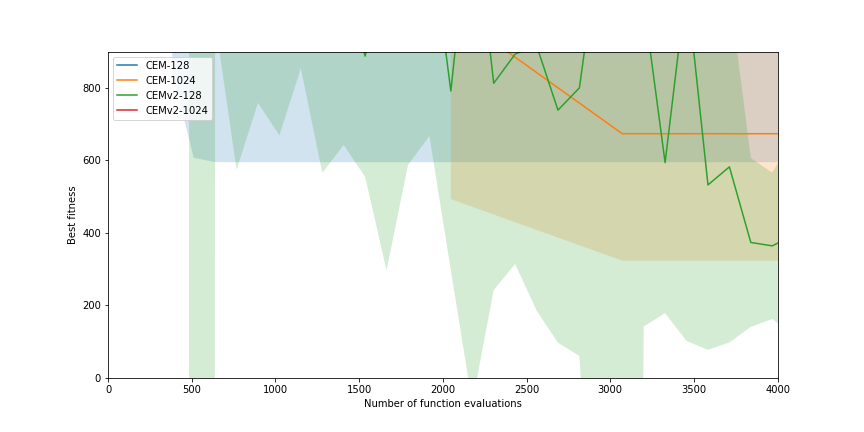 CEM-128
CEM-1024
CEMv2-128
CEMv2-1024
800
600
400
200
0
Best fitness
0 500 1000 1500 2000 2500 3000 3500 4000
Number of function evaluations